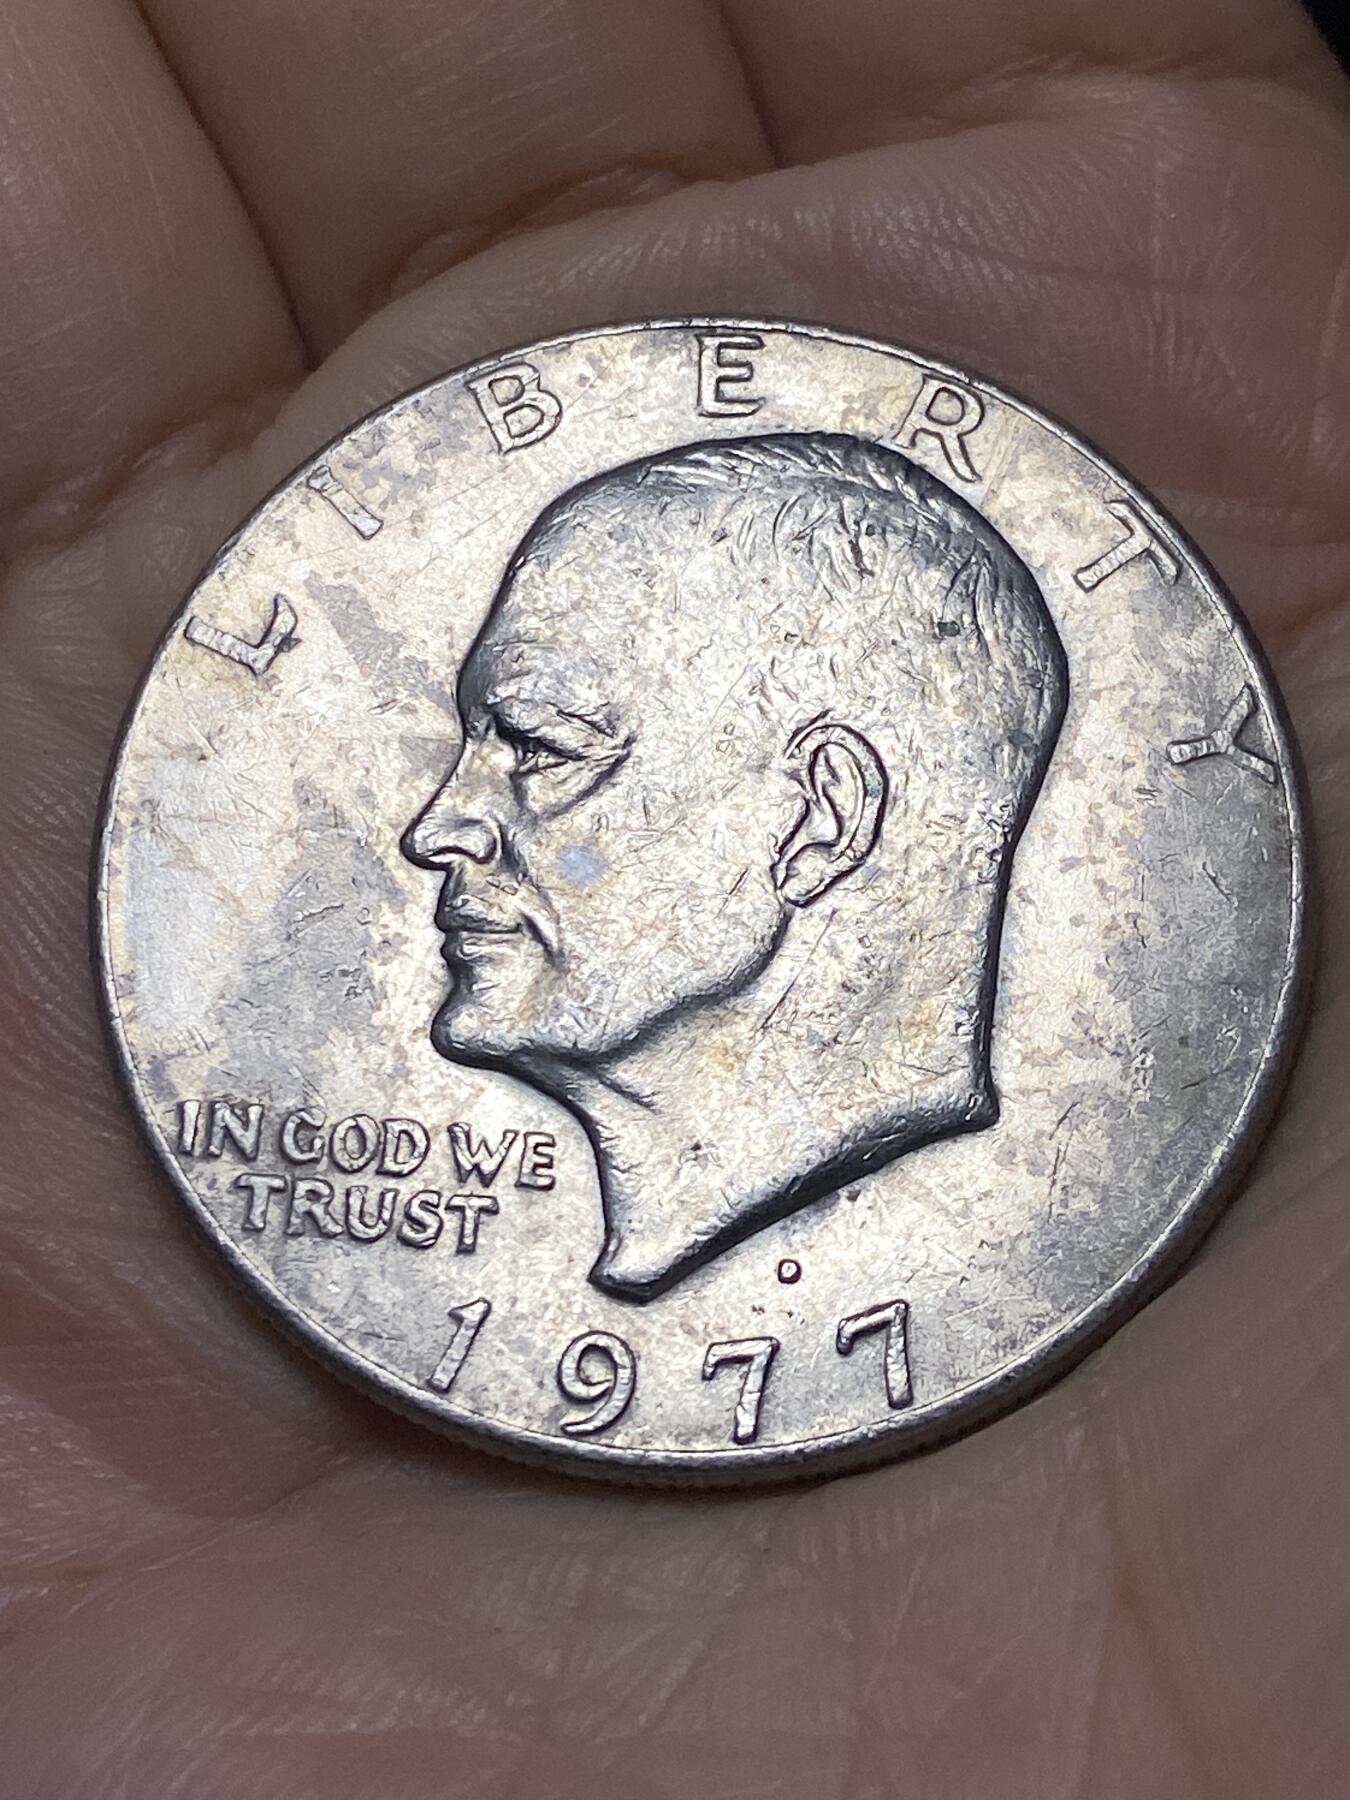 LIBERTY
IN GOD WE
TRUST
1977